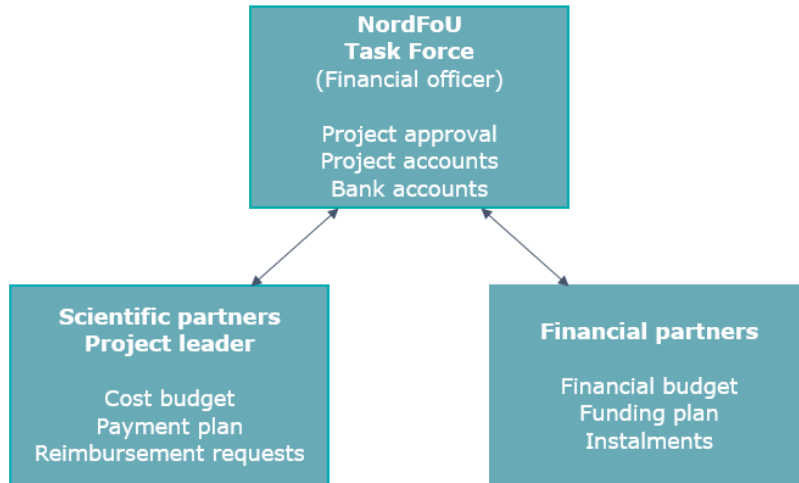 NordFoU
Task Force
(Financial officer)
Project approval
Project accounts
Bank accounts
Scientific partners
Project leader
Cost budget
Payment plan
Reimbursement requests
Financial partners
Financial budget
Funding plan
Instalments